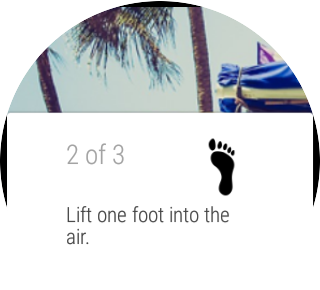 2 of 3
Lift one foot into the
air.